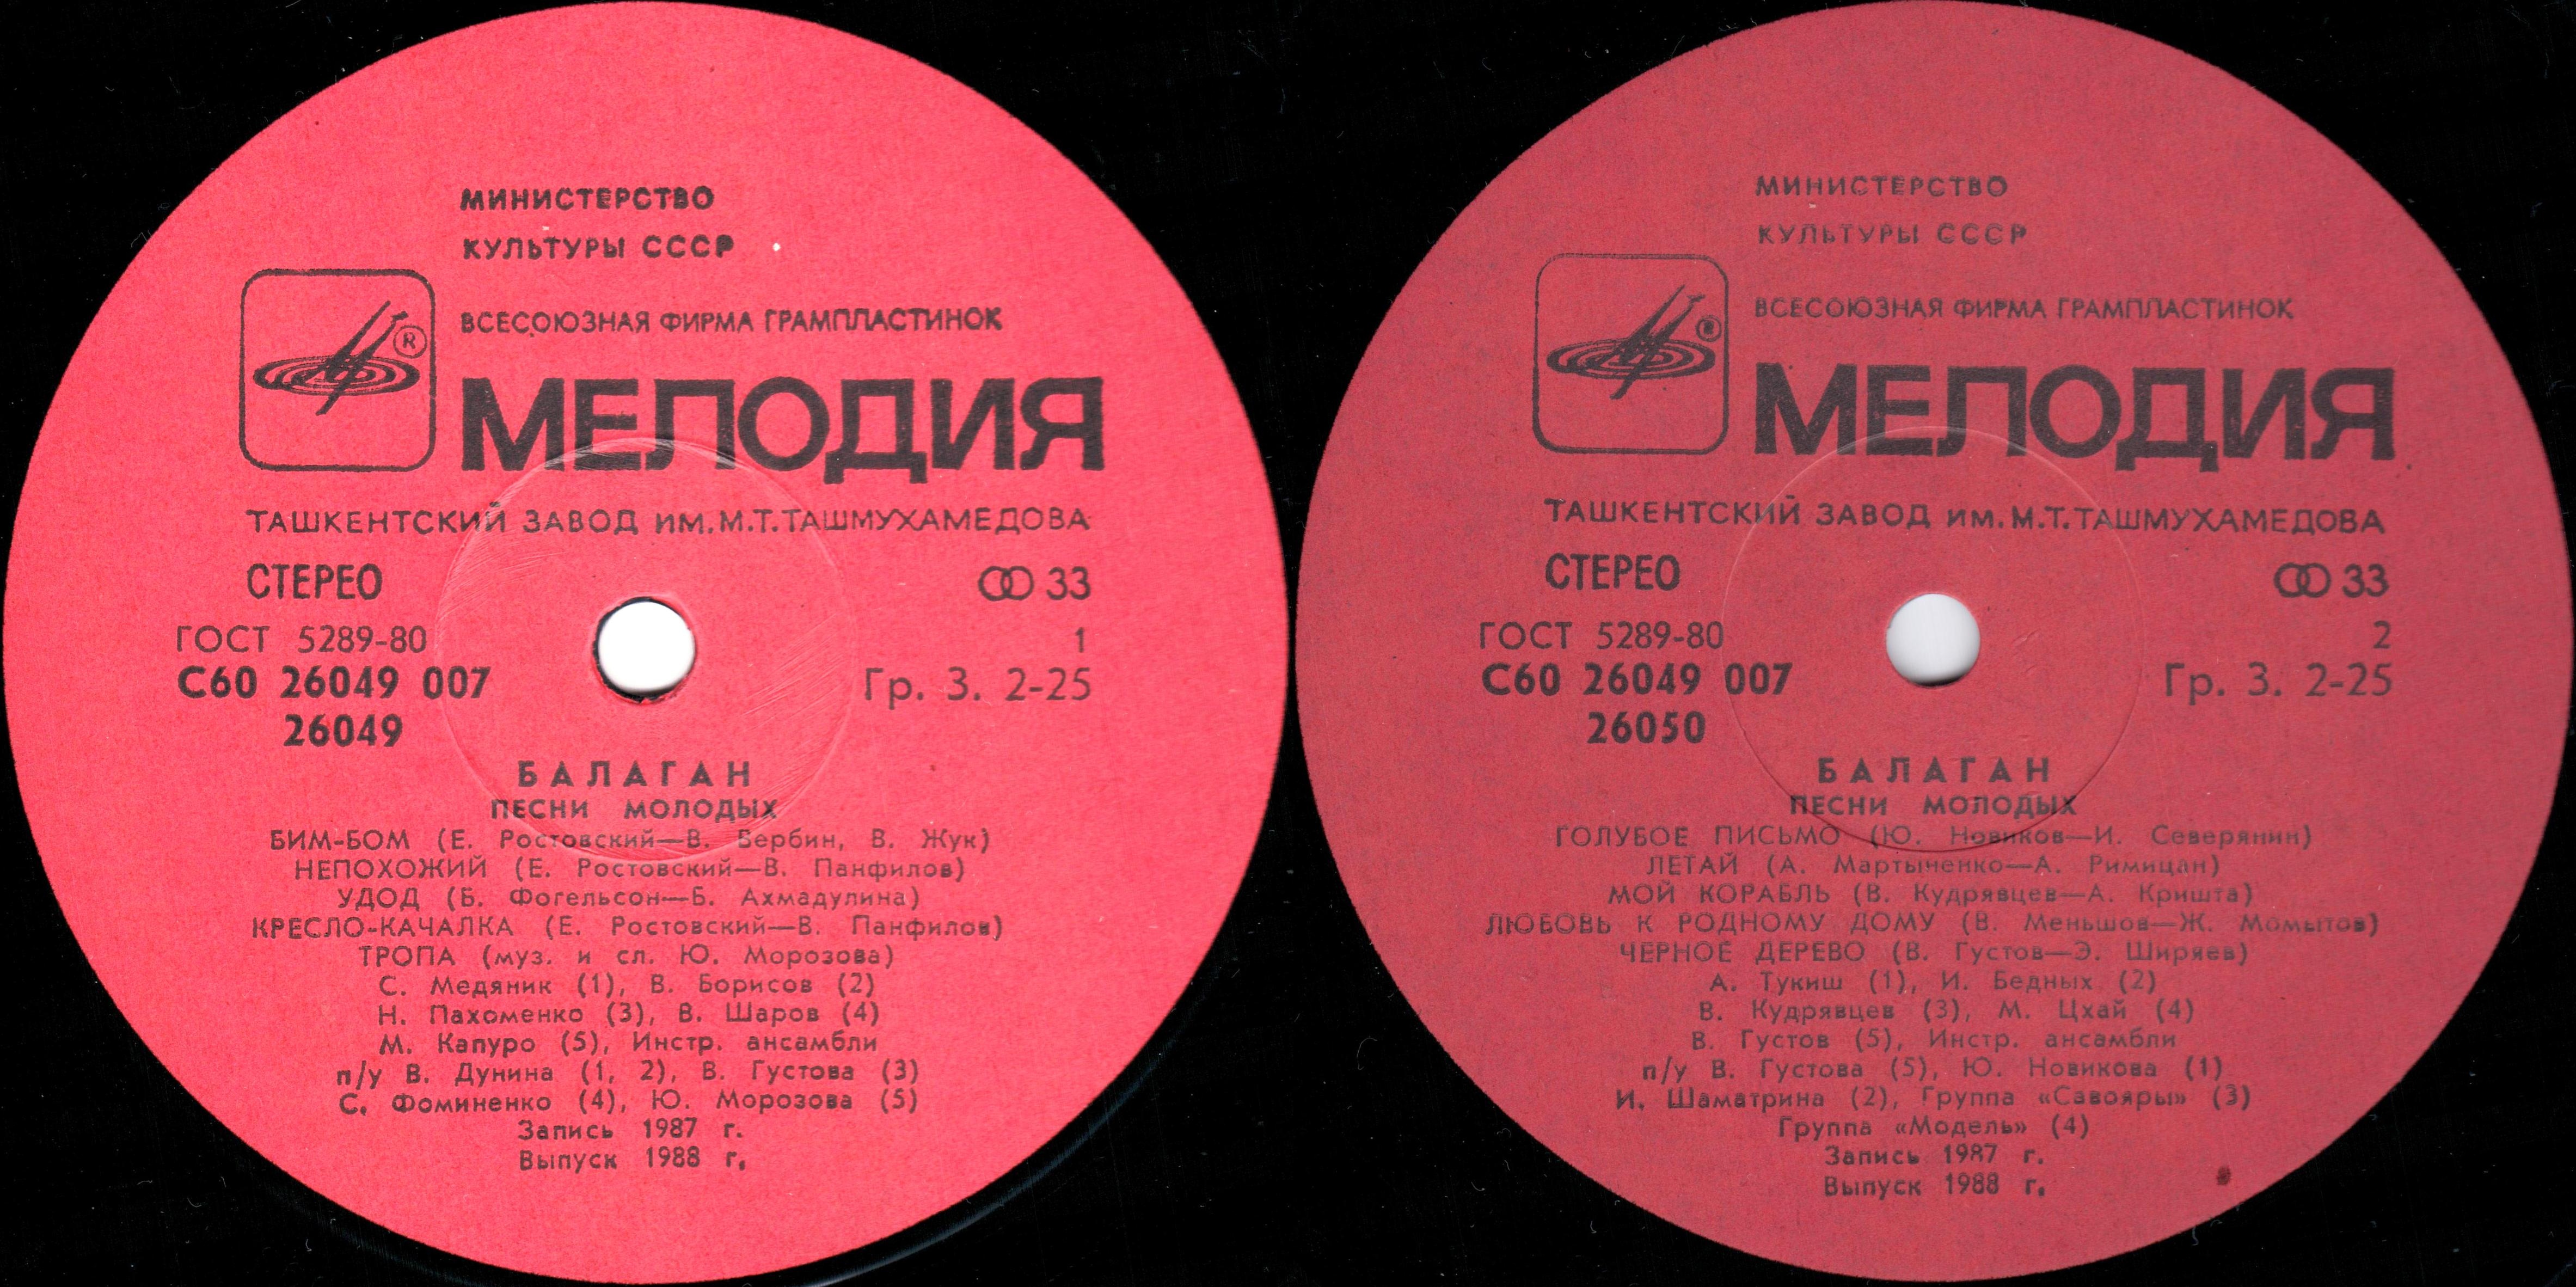 МИНИСТЕРСТВО
КУЛЬТУРЫ СССР
®
ВСЕСОЮЗНАЯ ФИРМА ГРАМПЛАСТИНОК
МЕЛОДИЯ
ТАШКЕНТСКИЙ ЗАВОД ИМ. М.Т. ТАШМУХАМЕДОВА
СТЕРЕО 33
ГОСТ 5289-80 1
С60 26049 007 Гр. 3. 2-25
26049
БАЛАГАН
ПЕСНИ МОЛОДЫХ
БИМ-БОМ (Е. Ростовский—В. Вербин, В. Жук)
НЕПОХОЖИЙ (Е. Ростовский—В. Панфилов)
УДОД (Б. Фогельсон—Б. Ахмадулина)
КРЕСЛО-КАЧАЛКА (Е. Ростовский—В. Панфилов)
ТРОПА (муз. и сл. Ю. Морозова)
С. Медяник (1), В. Борисов (2)
Н. Пахоменко (3), В. Шаров (4)
М. Капуро (5), Инстр. ансамбли
п/у В. Дунина (1, 2), В. Густова (3)
С. Фоминенко (4), Ю. Морозова (5)
Запись 1987 г.
Выпуск 1988 г.
МИНИСТЕРСТВО
КУЛЬТУРЫ СССР
®
ВСЕСОЮЗНАЯ ФИРМА ГРАМПЛАСТИНОК
МЕЛОДИЯ
ТАШКЕНТСКИЙ ЗАВОД ИМ. М.Т. ТАШМУХАМЕДОВА
СТЕРЕО 33
ГОСТ 5289-80 2
С60 26049 007 Гр. 3. 2-25
26050
БАЛАГАН
ПЕСНИ МОЛОДЫХ
ГОЛУБОЕ ПИСЬМО (Ю. Новиков—И. Северянин)
ЛЕТАЙ (А. Мартыненко—А. Римицан)
МОЙ КОРАБЛЬ (В. Кудрявцев—А. Кришта)
ЛЮБОВЬ К РОДНОМУ ДОМУ (В. Меньшов—Ж. Момытов)
ЧЕРНОЕ ДЕРЕВО (В. Густов—Э. Ширяев)
А. Тукиш (1), И. Бедных (2)
В. Кудрявцев (3), М. Цхай (4)
В. Густов (5), Инстр. ансамбли
п/у В. Густова (5), Ю. Новикова (1)
И. Шаматрина (2), Группа «Савояры» (3)
Группа «Модель» (4)
Запись 1987 г.
Выпуск 1988 г.